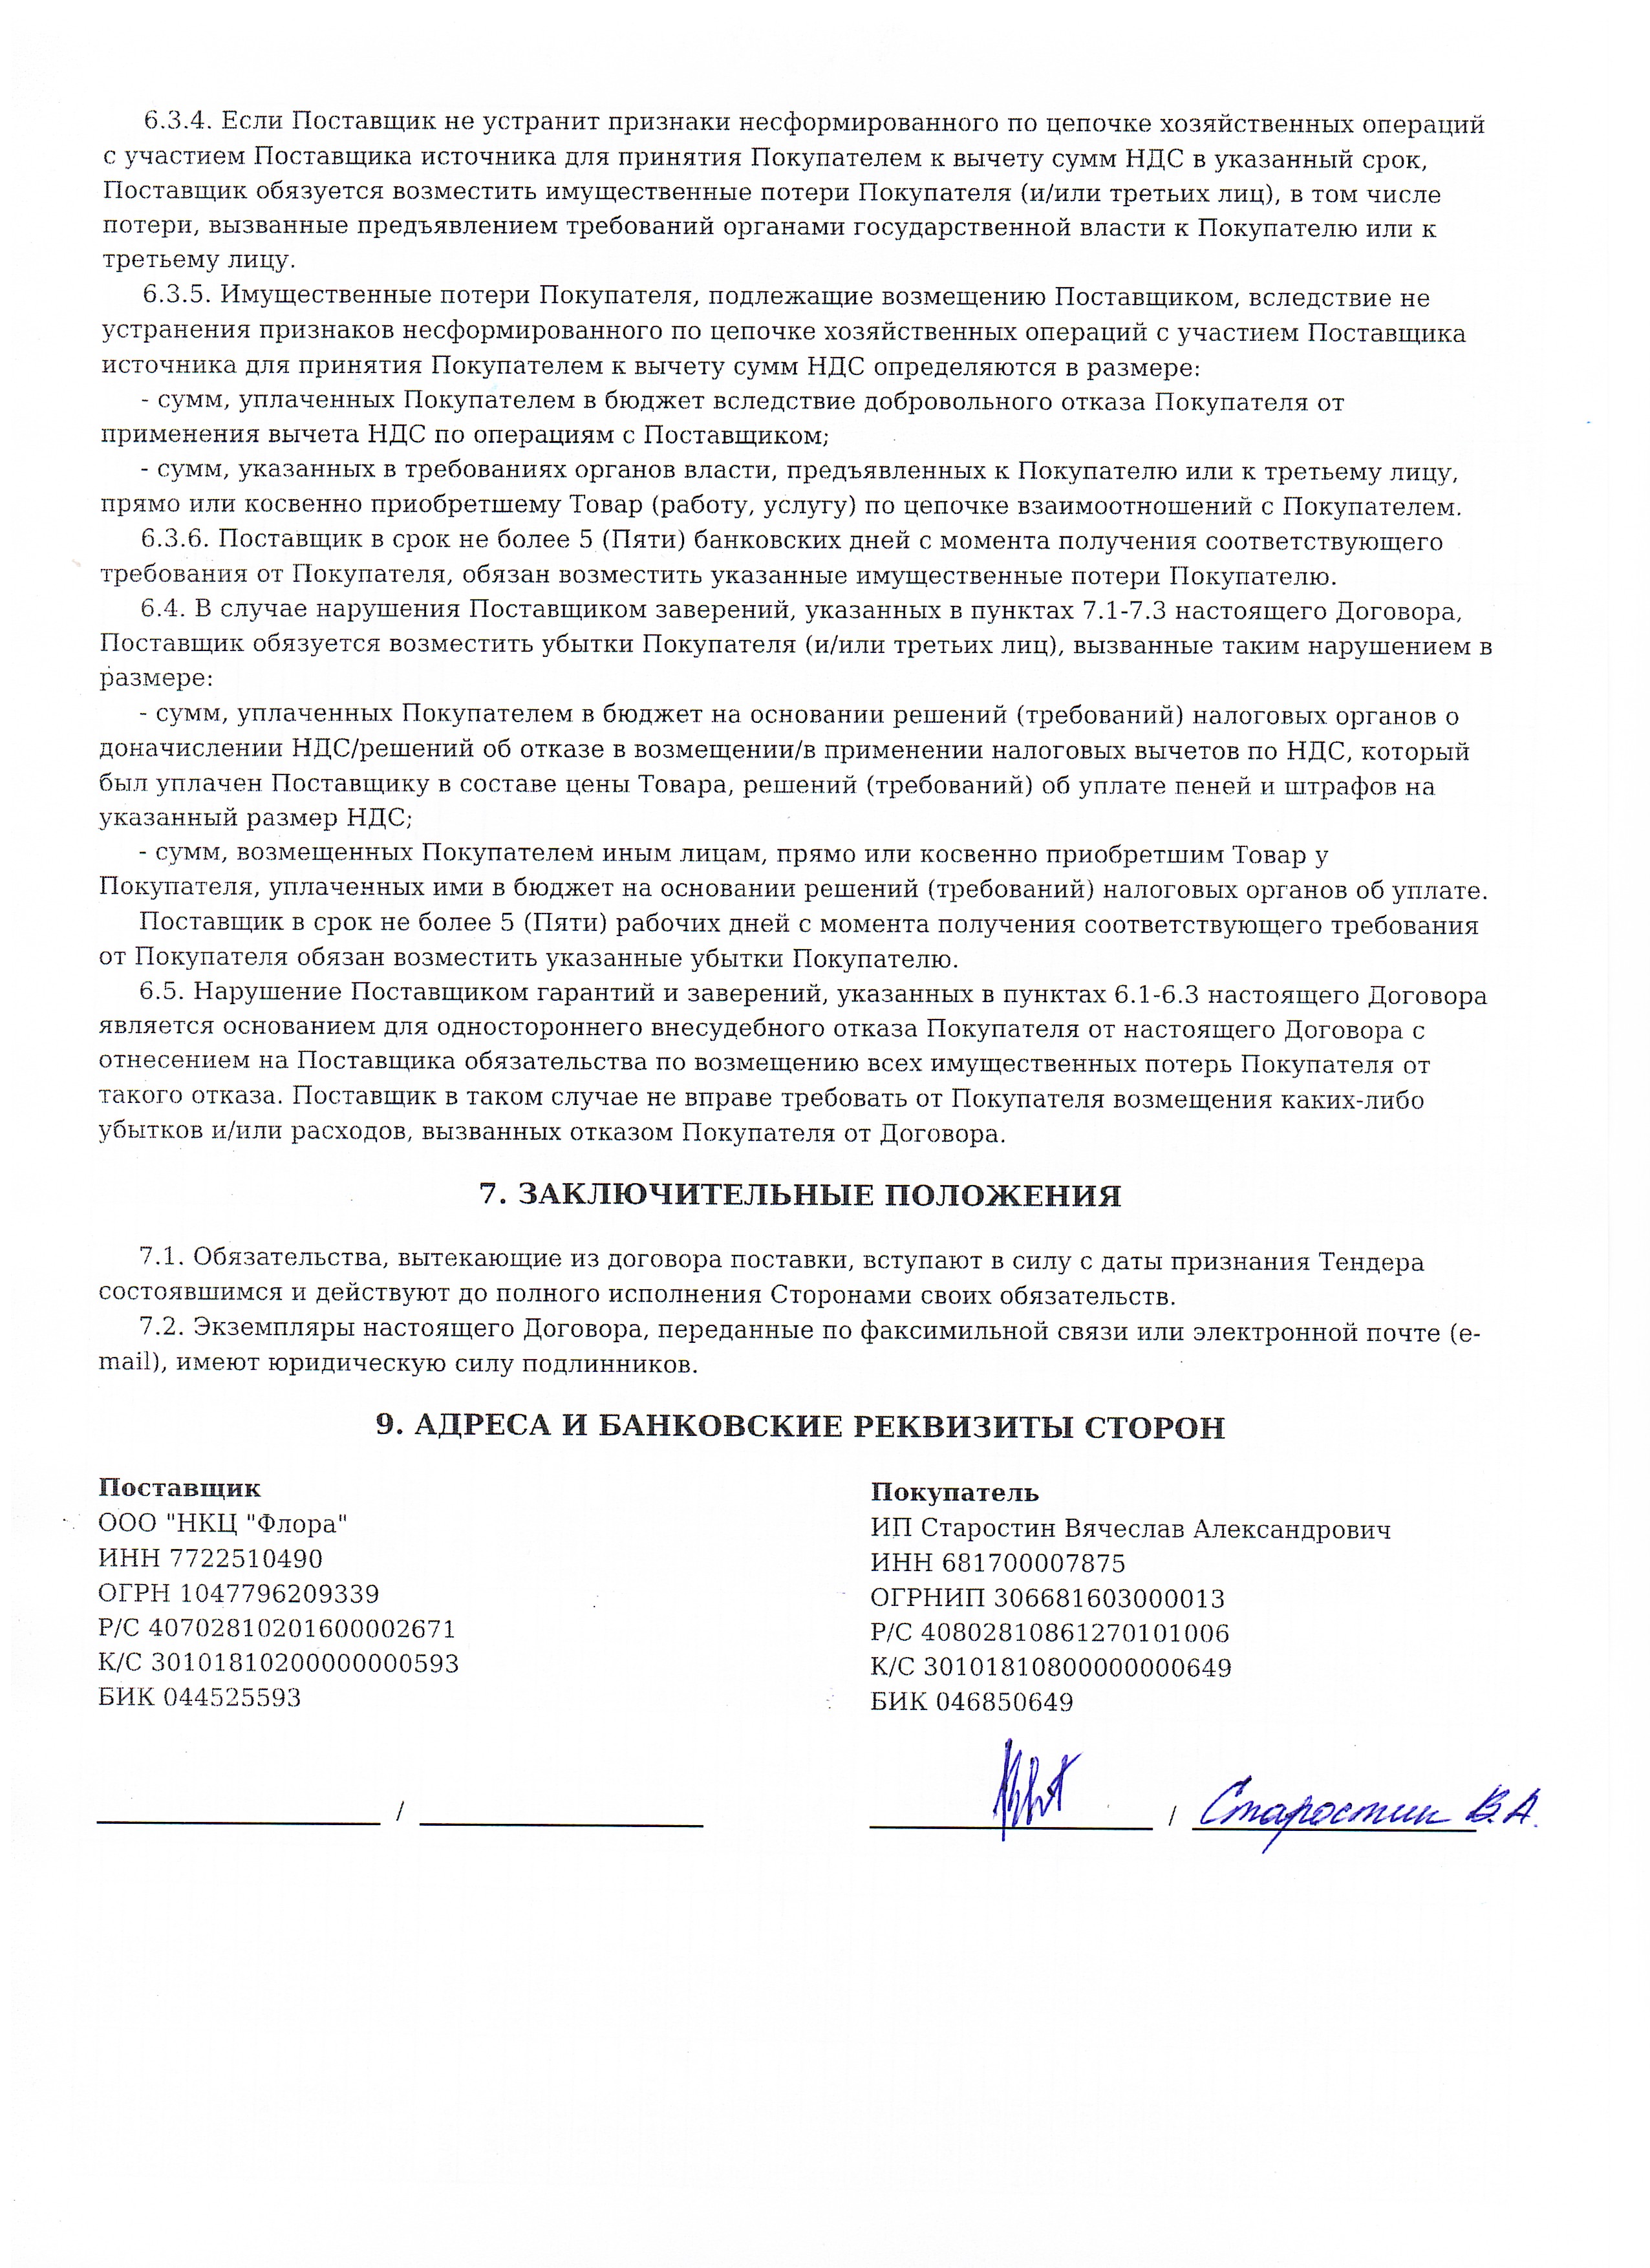 6.3.4. Если Поставщик не устранит признаки несформированного по цепочке хозяйственных операций
с участием Поставщика источника для принятия Покупателем к вычету сумм НДС в указанный срок,
Поставщик обязуется возместить имущественные потери Покупателя (и/или третьих лиц), в том числе
потери, вызванные предъявлением требований органами государственной власти к Покупателю или к
третьему лицу.
6.3.5. Имущественные потери Покупателя, подлежащие возмещению Поставщиком, вследствие не
устранения признаков несформированного по цепочке хозяйственных операций с участием Поставщика
источника для принятия Покупателем к вычету сумм НДС определяются в размере:
- сумм, уплаченных Покупателем в бюджет вследствие добровольного отказа Покупателя от
применения вычета НДС по операциям с Поставщиком;
- сумм, указанных в требованиях органов власти, предъявленных к Покупателю или к третьему лицу,
прямо или косвенно приобретшему Товар (работу, услугу) по цепочке взаимоотношений с Покупателем.
6.3.6. Поставщик в срок не более 5 (Пяти) банковских дней с момента получения соответствующего
требования от Покупателя, обязан возместить указанные имущественные потери Покупателю.
6.4. В случае нарушения Поставщиком заверений, указанных в пунктах 7.1-7.3 настоящего Договора,
Поставщик обязуется возместить убытки Покупателя (и/или третьих лиц), вызванные таким нарушением в
размере:
- сумм, уплаченных Покупателем в бюджет на основании решений (требований) налоговых органов о
доначислении НДС/решений об отказе в возмещении/в применении налоговых вычетов по НДС, который
был уплачен Поставщику в составе цены Товара, решений (требований) об уплате пеней и штрафов на
указанный размер НДС;
- сумм, возмещенных Покупателем иным лицам, прямо или косвенно приобретшим Товар у
Покупателя, уплаченных ими в бюджет на основании решений (требований) налоговых органов об уплате.
Поставщик в срок не более 5 (Пяти) рабочих дней с момента получения соответствующего требования
от Покупателя обязан возместить указанные убытки Покупателю.
6.5. Нарушение Поставщиком гарантий и заверений, указанных в пунктах 6.1-6.3 настоящего Договора
является основанием для одностороннего внесудебного отказа Покупателя от настоящего Договора с
отнесением на Поставщика обязательства по возмещению всех имущественных потерь Покупателя от
такого отказа. Поставщик в таком случае не вправе требовать от Покупателя возмещения каких-либо
убытков и/или расходов, вызванных отказом Покупателя от Договора.
7. ЗАКЛЮЧИТЕЛЬНЫЕ ПОЛОЖЕНИЯ
7.1. Обязательства, вытекающие из договора поставки, вступают в силу с даты признания Тендера
состоявшимся и действуют до полного исполнения Сторонами своих обязательств.
7.2. Экземпляры настоящего Договора, переданные по факсимильной связи или электронной почте (e-
mail), имеют юридическую силу подлинников.
9. АДРЕСА И БАНКОВСКИЕ РЕКВИЗИТЫ СТОРОН
Поставщик
ООО "НКЦ "Флора"
ИНН 7722510490
ОГРН 1047796209339
Р/С 40702810201600002671
К/С 30101810200000000593
БИК 044525593
Покупатель
ИП Старостин Вячеслав Александрович
ИНН 681700007875
ОГРНИП 306681603000013
Р/С 40802810861270101006
К/С 30101810800000000649
БИК 046850649
/
/ Старостин В.А.